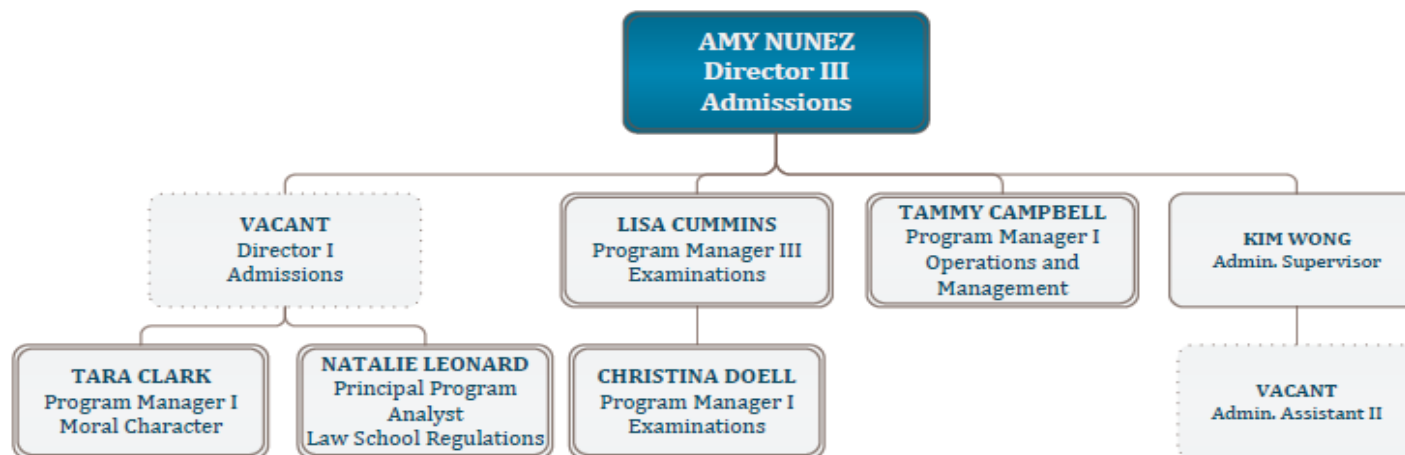 AMY NUNEZ
Director III
Admissions
VACANT
Director I
Admissions
LISA CUMMINS
Program Manager III
Examinations
TAMMY CAMPBELL
Program Manager I
Operations and
Management
KIM WONG
Admin. Supervisor
TARA CLARK
Program Manager I
Moral Character
NATALIE LEONARD
Principal Program
Analyst
Law School Regulations
CHRISTINA DOELL
Program Manager I
Examinations
VACANT
Admin. Assistant II